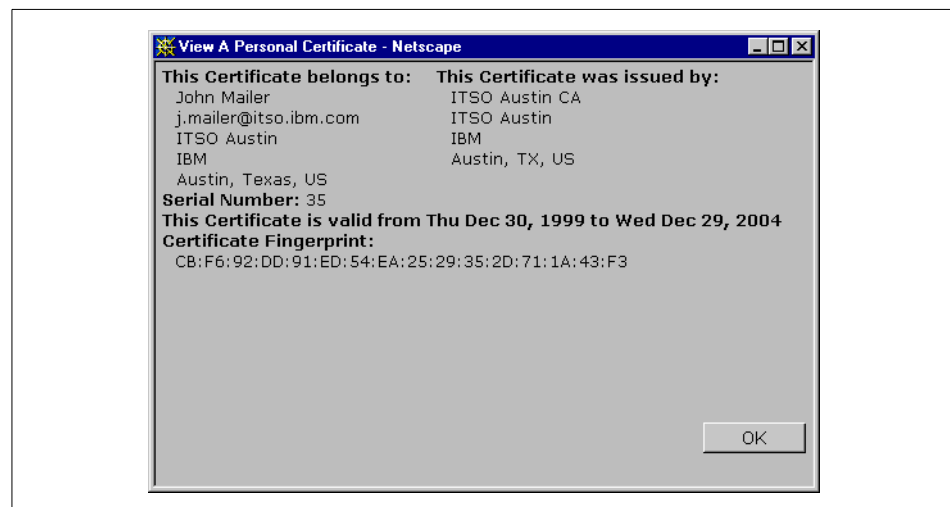 View A Personal Certificate - Netscape
This Certificate belongs to:
John Mailer
j.mailer@itso.ibm.com
ITSO Austin
IBM
Austin, Texas, US
This Certificate was issued by:
ITSO Austin CA
ITSO Austin
IBM
Austin, TX, US
Serial Number: 35
This Certificate is valid from Thu Dec 30, 1999 to Wed Dec 29, 2004
Certificate Fingerprint:
CB:F6:92:DD:91:ED:54:EA:25:29:35:2D:71:1A:43:F3
OK